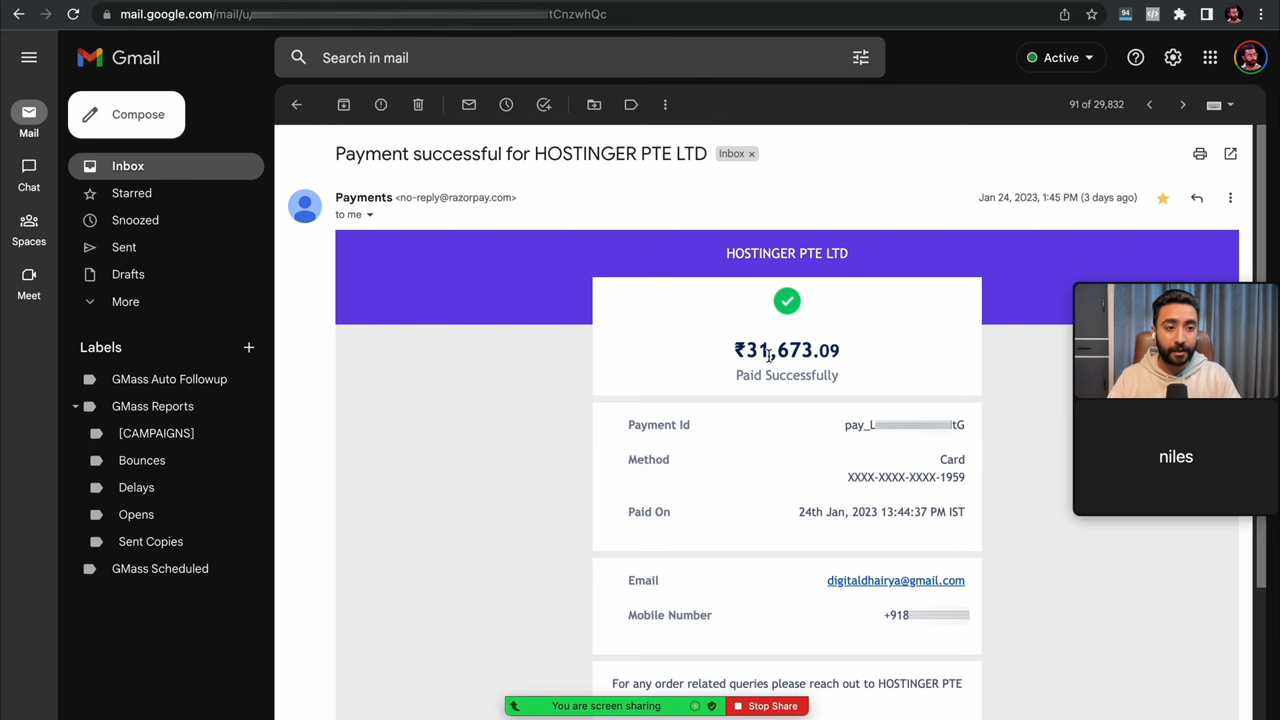 mail.google.com/mail/u/ tCnzwhQc
94
Gmail
Search in mail
Active
Compose
91 of 29,832
Mail
Chat
Spaces
Meet
Inbox
Starred
Snoozed
Sent
Drafts
More
Labels
GMass Auto Followup
GMass Reports
[CAMPAIGNS]
Bounces
Delays
Opens
Sent Copies
GMass Scheduled
Payment successful for HOSTINGER PTE LTD Inbox ×
Payments <no-reply@razorpay.com>
to me
Jan 24, 2023, 1:45 PM (3 days ago)
HOSTINGER PTE LTD
₹31,673.09
Paid Successfully
Payment Id pay_L ltG
Method Card
XXXX-XXXX-XXXX-1959
Paid On 24th Jan, 2023 13:44:37 PM IST
Email digitaldhairya@gmail.com
Mobile Number +918
For any order related queries please reach out to HOSTINGER PTE
niles
You are screen sharing Stop Share